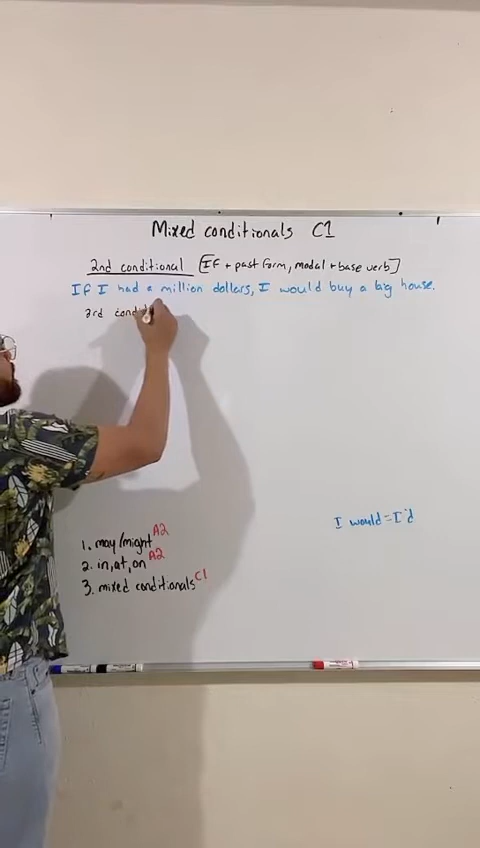 Mixed conditionals C1
2nd conditional [If + past form, modal + base verb]
If I had a million dollars, I would buy a big house.
3rd cond
I would = I'd
1. may/might A2
2. in, at, on A2
3. mixed conditionals C1